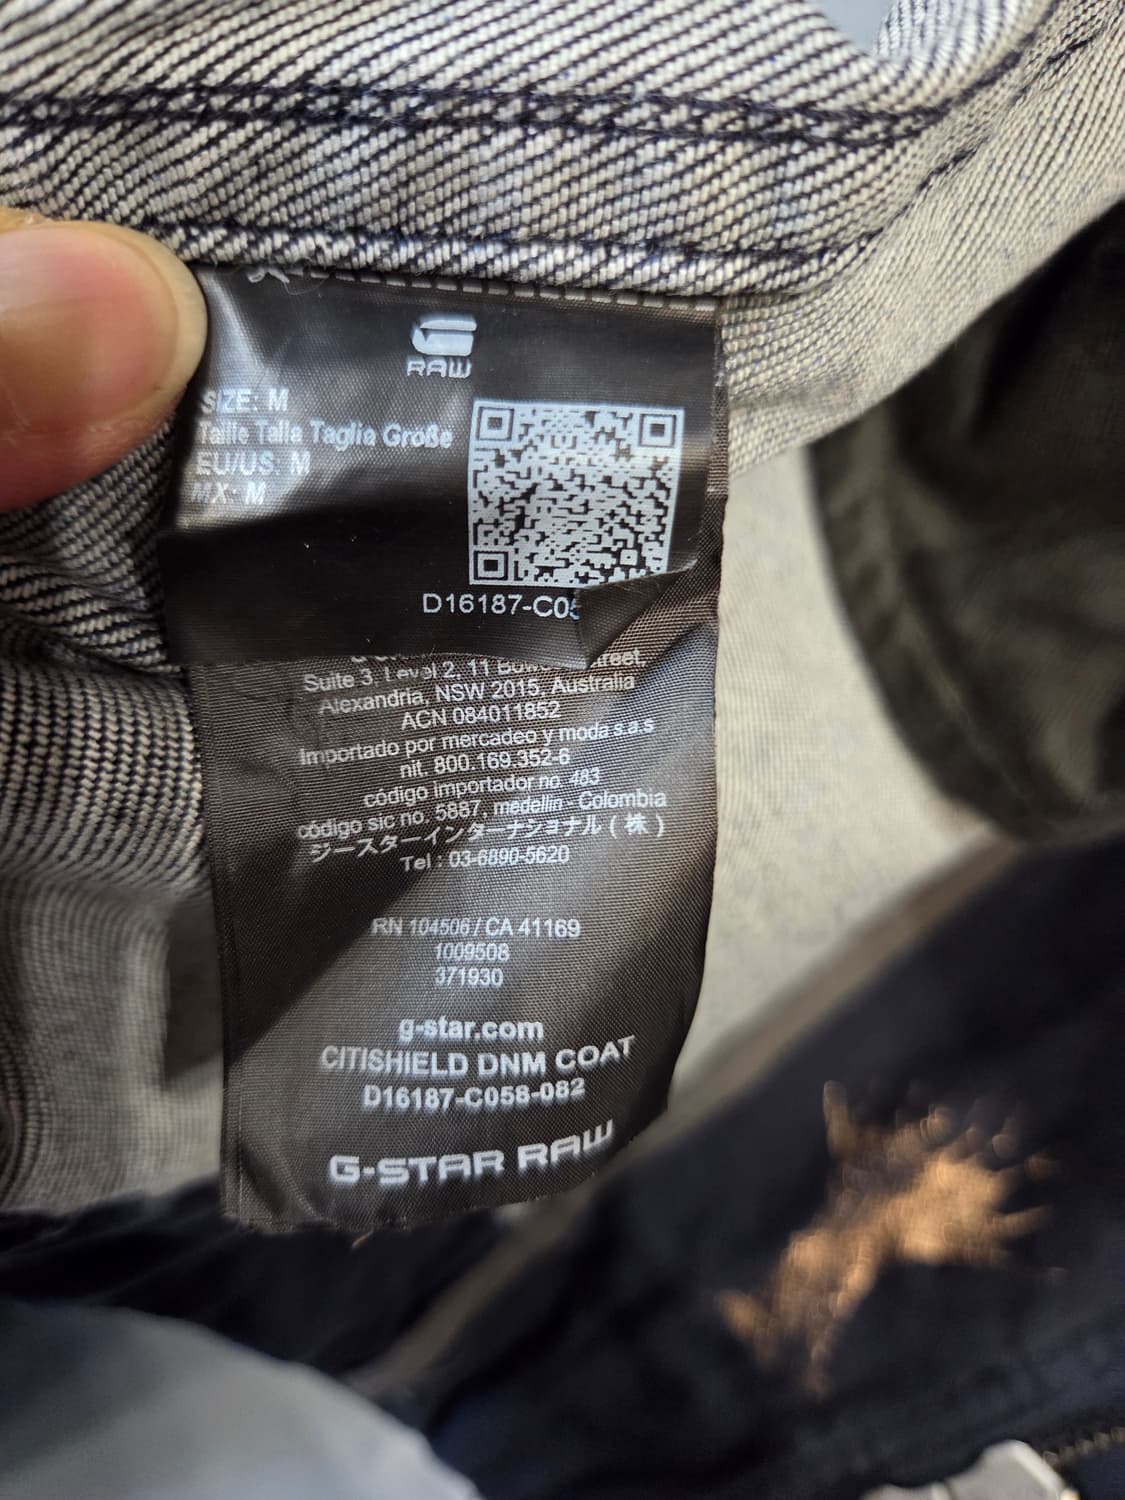 RAW
SIZE: M
Taille Talla Taglia Größe
EU/US: M
MX: M
D16187-C05
Suite 3, Level 2, 11 Street,
Alexandria, NSW 2015, Australia
ACN 084011852
Importado por mercadeo y moda s.a.s
nit. 800.169.352-6
código importador no. 483
código sic no. 5887, medellin - Colombia
ジースターインターナショナル(株)
Tel : 03-6890-5620
RN 104506 / CA 41169
1009508
371930
g-star.com
CITISHIELD DNM COAT
D16187-C058-082
G-STAR RAW